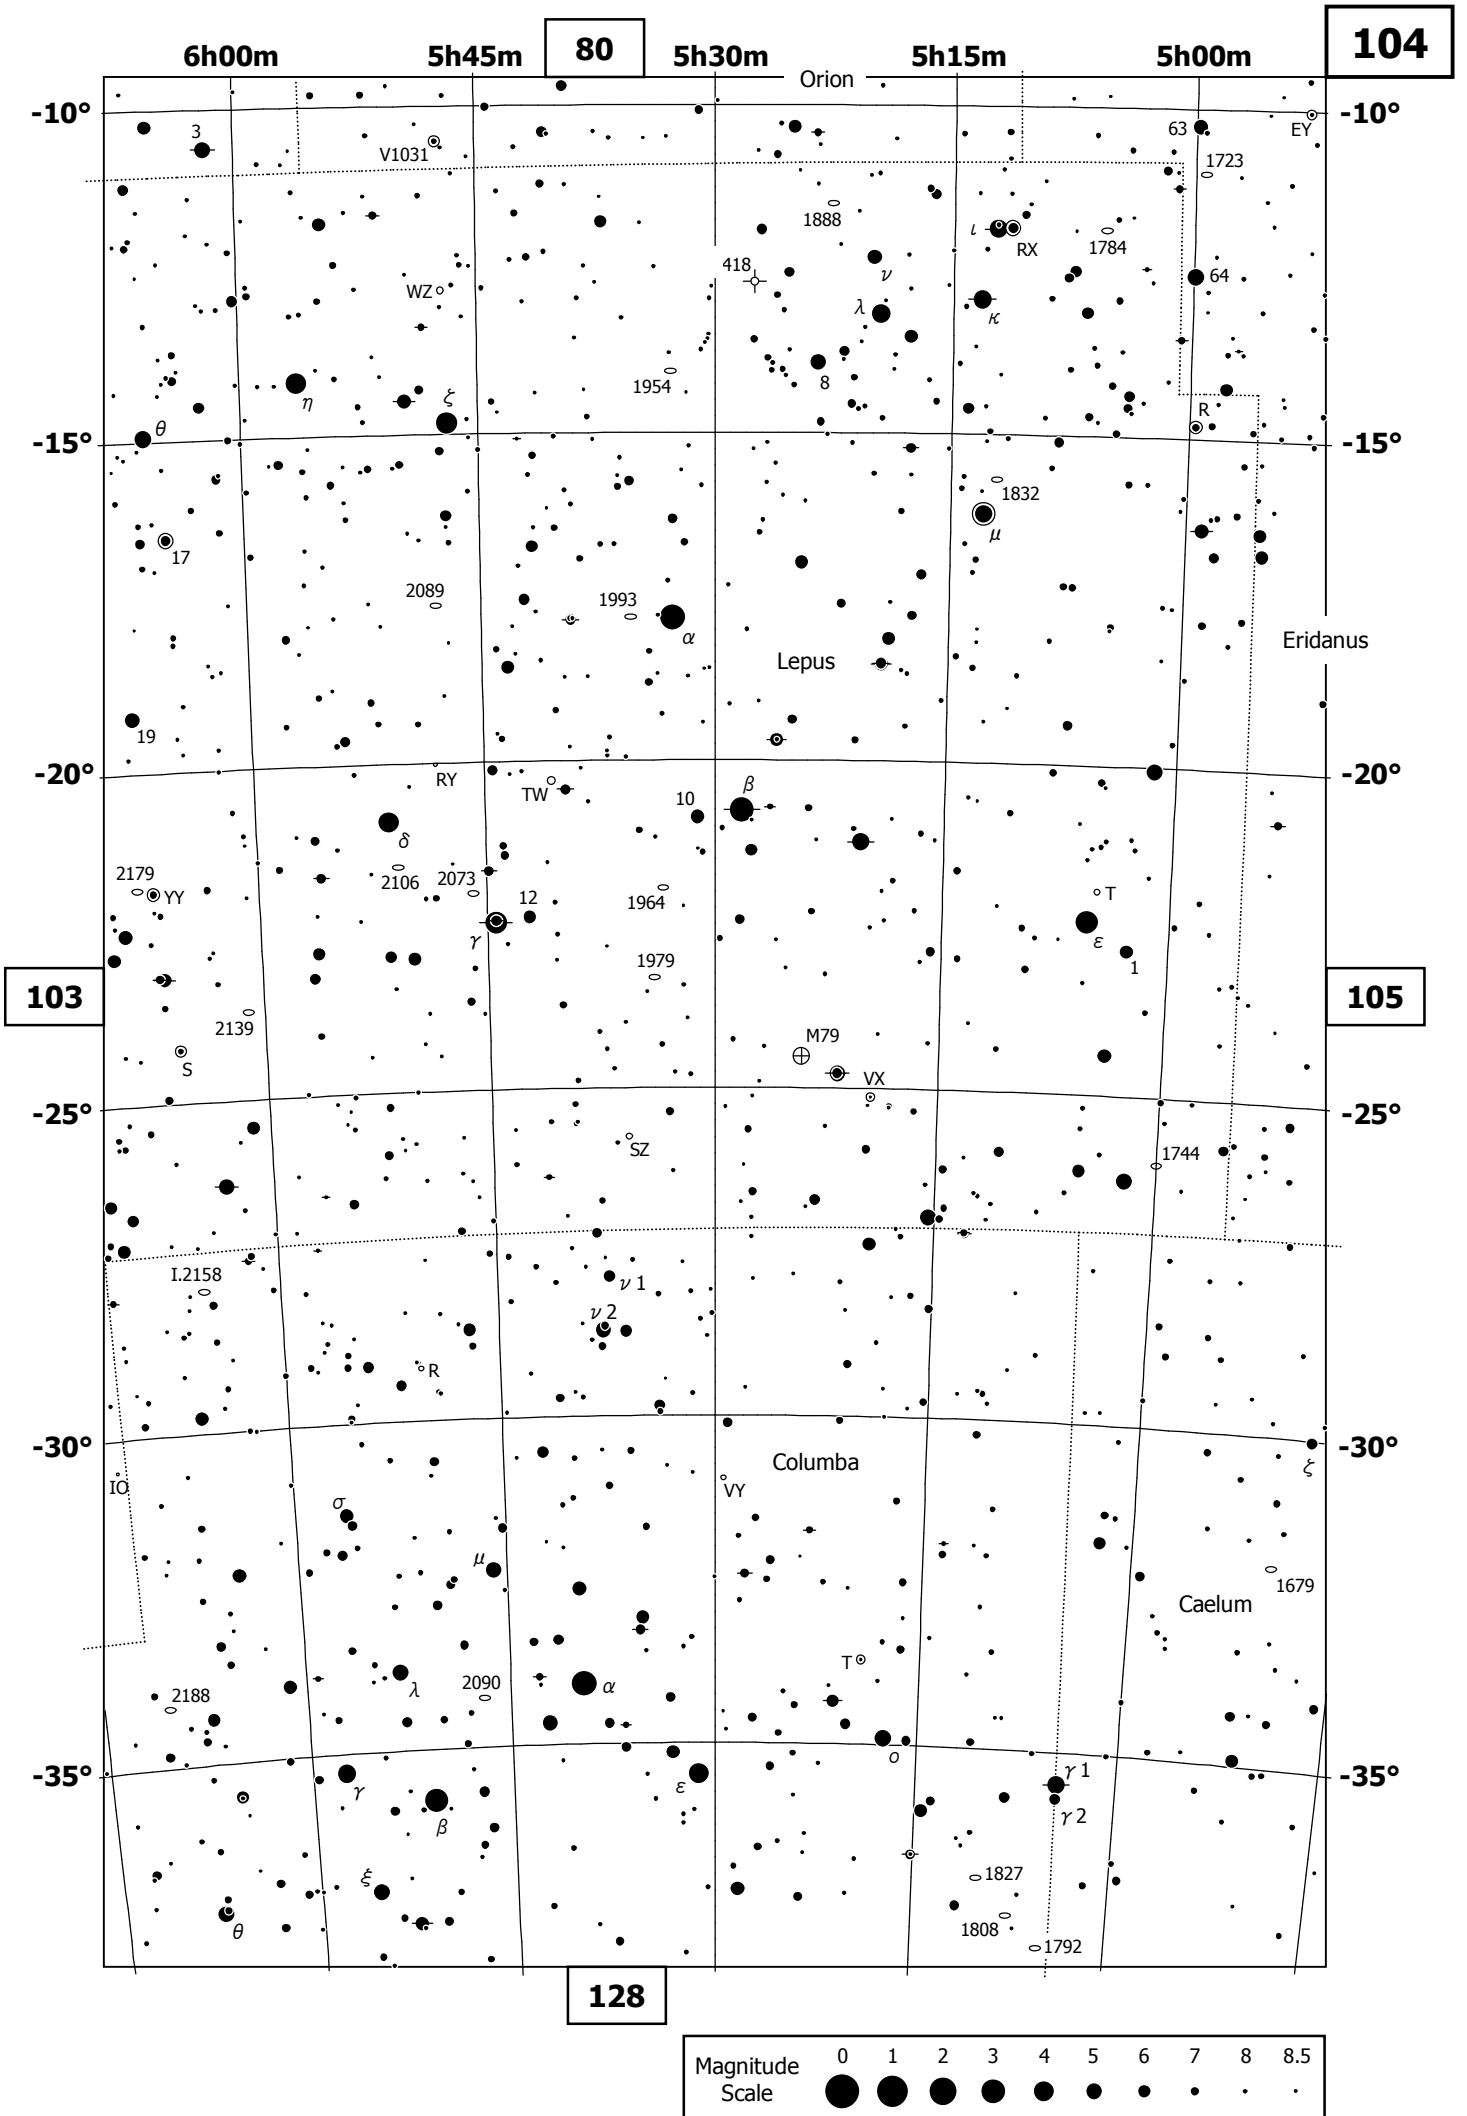 104
80
6h00m 5h45m 5h30m 5h15m 5h00m
Orion
-10° -10°
3
V1031
63
EY
1723
1888
ι
RX
1784
418
ν
64
WZ
λ
κ
1954
8
η
ζ
R
θ
-15° -15°
1832
μ
17
2089
1993
α
Lepus
Eridanus
19
-20° -20°
RY
TW
β
10
δ
2179
YY
2106
2073
12
1964
T
γ
ε
1
1979
103
105
2139
M79
S
VX
-25° -25°
SZ
1744
I.2158
ν 1
ν 2
R
-30° -30°
Columba
ζ
IO
VY
σ
μ
1679
Caelum
T
λ
2090
α
2188
ο
-35° -35°
γ
ε
γ 1
β
γ 2
ξ
1827
θ
1808
1792
128
Magnitude
Scale
0 1 2 3 4 5 6 7 8 8.5